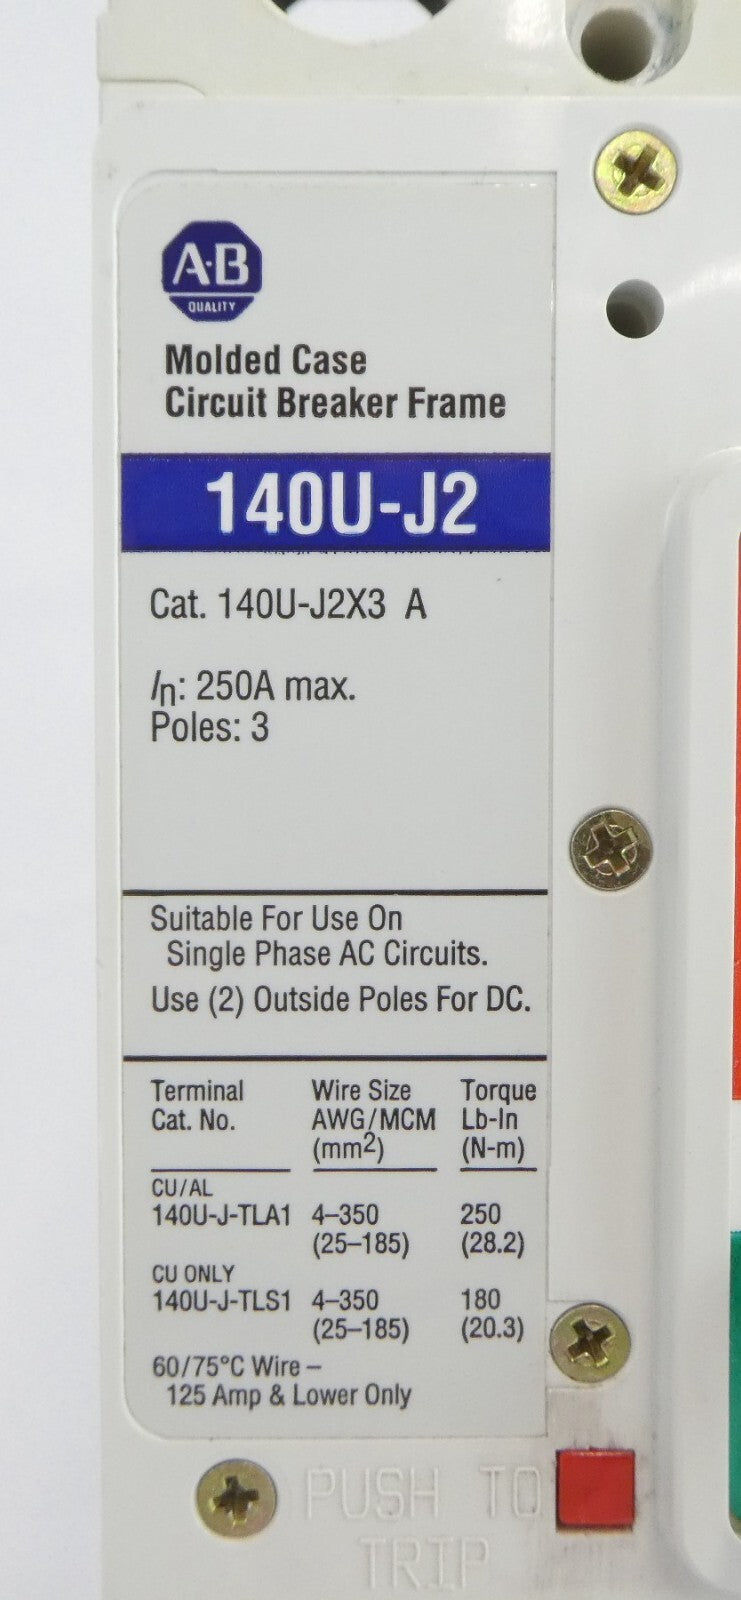 A·B
QUALITY
Molded Case
Circuit Breaker Frame
140U-J2
Cat. 140U-J2X3 A
In: 250A max.
Poles: 3
Suitable For Use On
Single Phase AC Circuits.
Use (2) Outside Poles For DC.
Terminal Wire Size Torque
Cat. No. AWG/MCM Lb-In
(mm2) (N-m)
CU/AL
140U-J-TLA1 4–350 250
(25–185) (28.2)
CU ONLY
140U-J-TLS1 4–350 180
(25–185) (20.3)
60/75°C Wire –
125 Amp & Lower Only
PUSH TO
TRIP